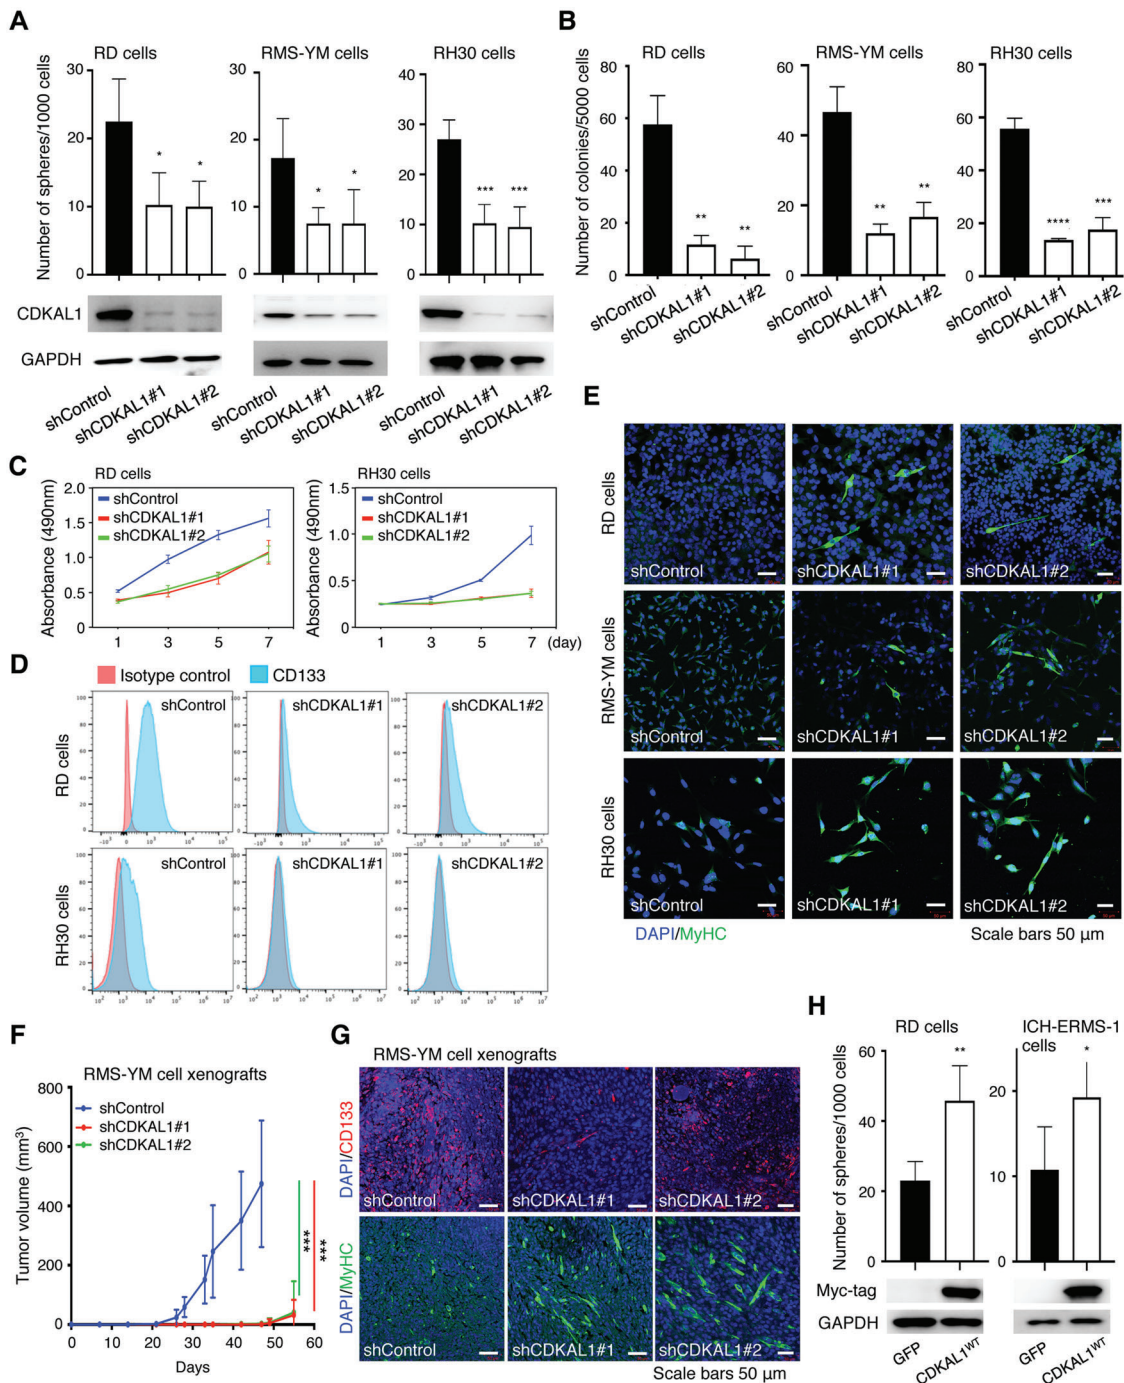 A
RD cells
RMS-YM cells
RH30 cells
Number of spheres/1000 cells
30
20
10
0
*
*
30
20
10
0
*
*
40
30
20
10
0
***
***
CDKAL1
GAPDH
shControl
shCDKAL1#1
shCDKAL1#2
shControl
shCDKAL1#1
shCDKAL1#2
shControl
shCDKAL1#1
shCDKAL1#2
B
RD cells
RMS-YM cells
RH30 cells
Number of colonies/5000 cells
80
60
40
20
0
**
**
60
40
20
0
**
**
80
60
40
20
0
****
***
shControl
shCDKAL1#1
shCDKAL1#2
shControl
shCDKAL1#1
shCDKAL1#2
shControl
shCDKAL1#1
shCDKAL1#2
C
RD cells
Absorbance (490nm)
2.0
1.5
1.0
0.5
0
shControl
shCDKAL1#1
shCDKAL1#2
1 3 5 7
RH30 cells
Absorbance (490nm)
1.5
1.0
0.5
0
shControl
shCDKAL1#1
shCDKAL1#2
1 3 5 7 (day)
D
Isotype control CD133
RD cells
shControl
shCDKAL1#1
shCDKAL1#2
RH30 cells
shControl
shCDKAL1#1
shCDKAL1#2
E
RD cells
shControl
shCDKAL1#1
shCDKAL1#2
RMS-YM cells
shControl
shCDKAL1#1
shCDKAL1#2
RH30 cells
shControl
shCDKAL1#1
shCDKAL1#2
DAPI/MyHC
Scale bars 50 µm
F
RMS-YM cell xenografts
Tumor volume (mm³)
800
600
400
200
0
shControl
shCDKAL1#1
shCDKAL1#2
***
***
0 10 20 30 40 50 60
Days
G
RMS-YM cell xenografts
DAPI/CD133
shControl
shCDKAL1#1
shCDKAL1#2
DAPI/MyHC
shControl
shCDKAL1#1
shCDKAL1#2
Scale bars 50 µm
H
RD cells
ICH-ERMS-1
cells
Number of spheres/1000 cells
60
40
20
0
**
20
10
0
*
Myc-tag
GAPDH
GFP
CDKAL1ᵂᵀ
GFP
CDKAL1ᵂᵀ